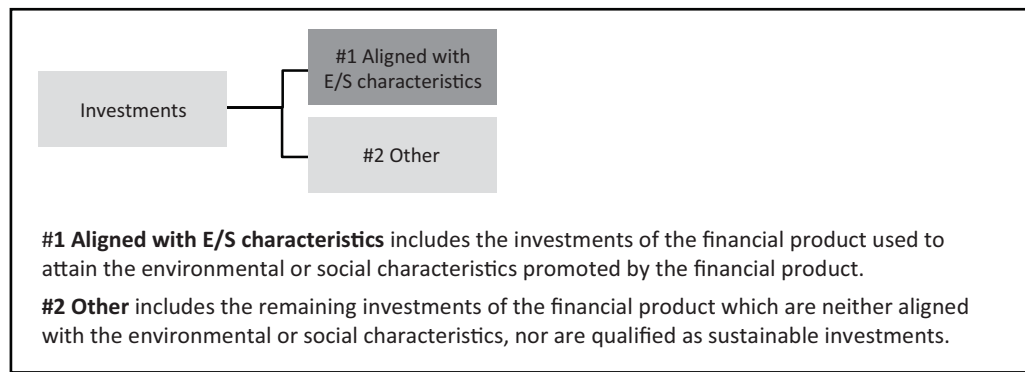 #1 Aligned with
E/S characteristics
Investments
#2 Other
#1 Aligned with E/S characteristics includes the investments of the financial product used to
attain the environmental or social characteristics promoted by the financial product.
#2 Other includes the remaining investments of the financial product which are neither aligned
with the environmental or social characteristics, nor are qualified as sustainable investments.